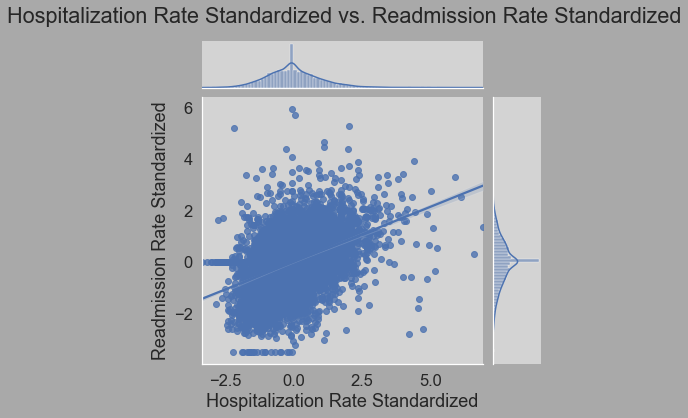 Hospitalization Rate Standardized vs. Readmission Rate Standardized
6
4
2
0
−2
Readmission Rate Standardized
−2.5 0.0 2.5 5.0
Hospitalization Rate Standardized